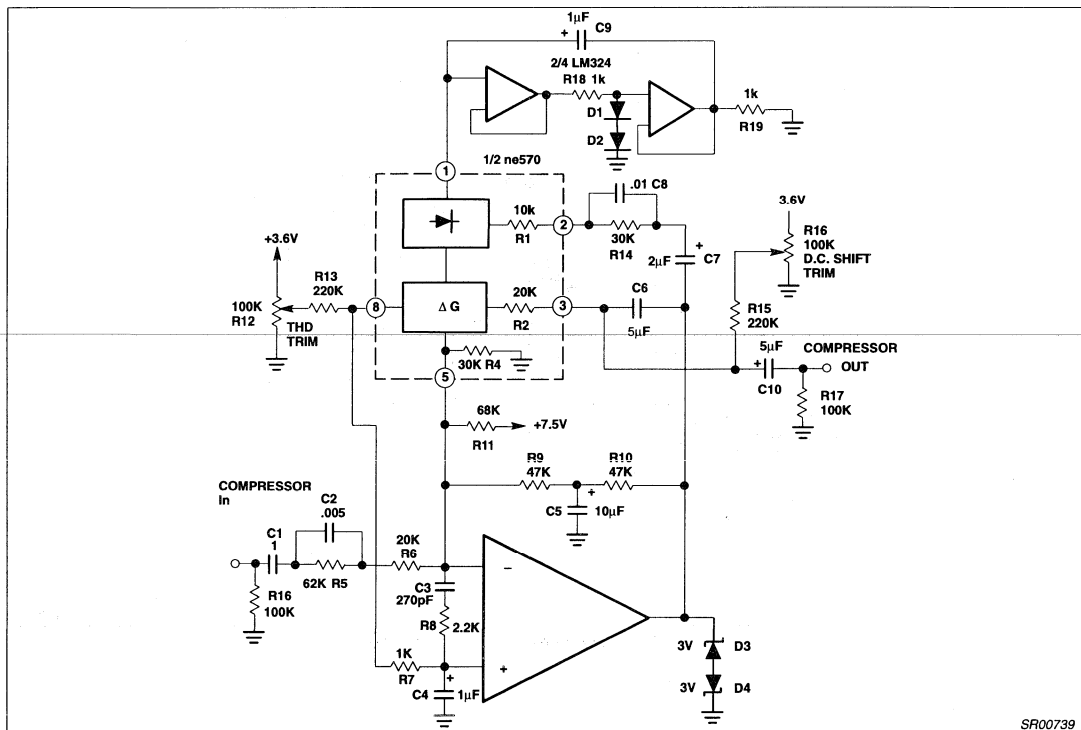 1µF C9
+
2/4 LM324
R18 1k
D1
D2
1k
R19
1/2 ne570
1
10k
R1
2
.01 C8
30K
R14
+
2µF C7
3.6V
R16
100K
D.C. SHIFT
TRIM
+3.6V
R13
220K
100K
R12
THD
TRIM
8
Δ G
20K
R2
3
C6
5µF
R15
220K
30K R4
5
5µF
+
C10
COMPRESSOR
OUT
R17
100K
68K
R11
+7.5V
R9
47K
R10
47K
+
C5 10µF
COMPRESSOR
In
C2
.005
C1
1
62K R5
R16
100K
20K
R6
C3
270pF
R8 2.2K
1K
R7
+
C4 1µF
−
+
3V D3
3V D4
SR00739